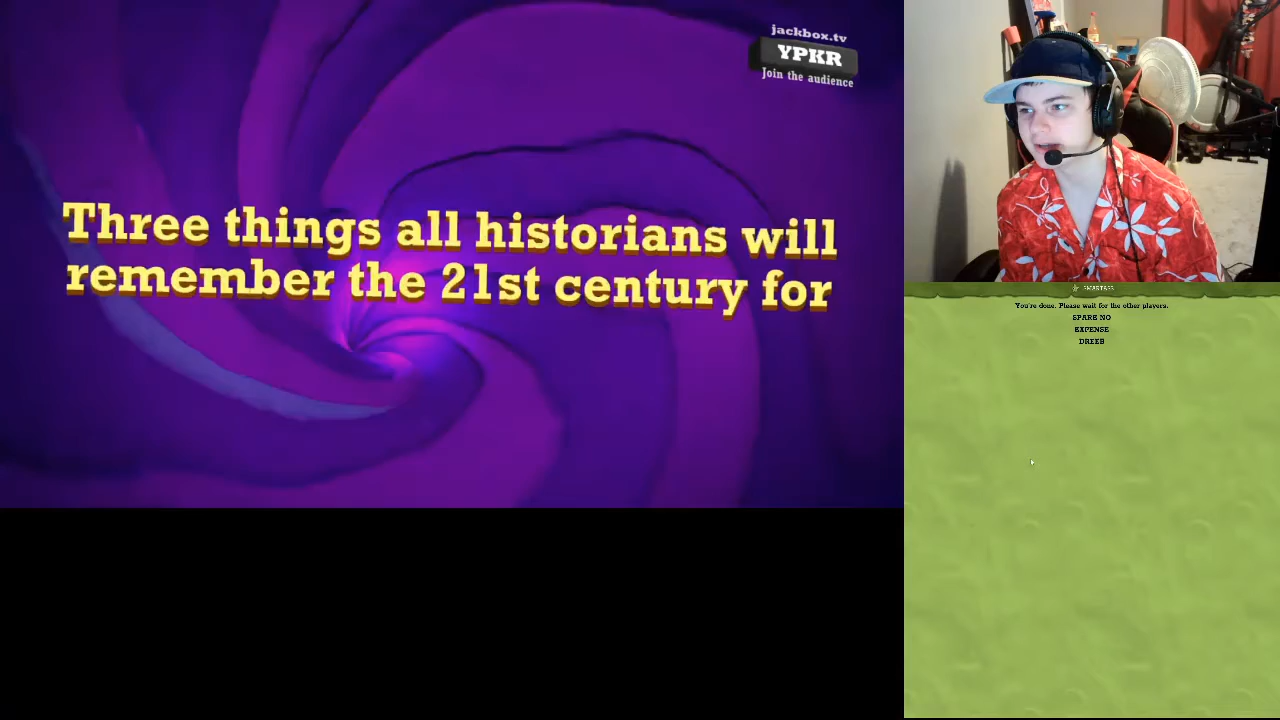 jackbox.tv
YPKR
Join the audience
Three things all historians will
remember the 21st century for
SMARTASS
You're done. Please wait for the other players.
SPARE NO
EXPENSE
DREEB